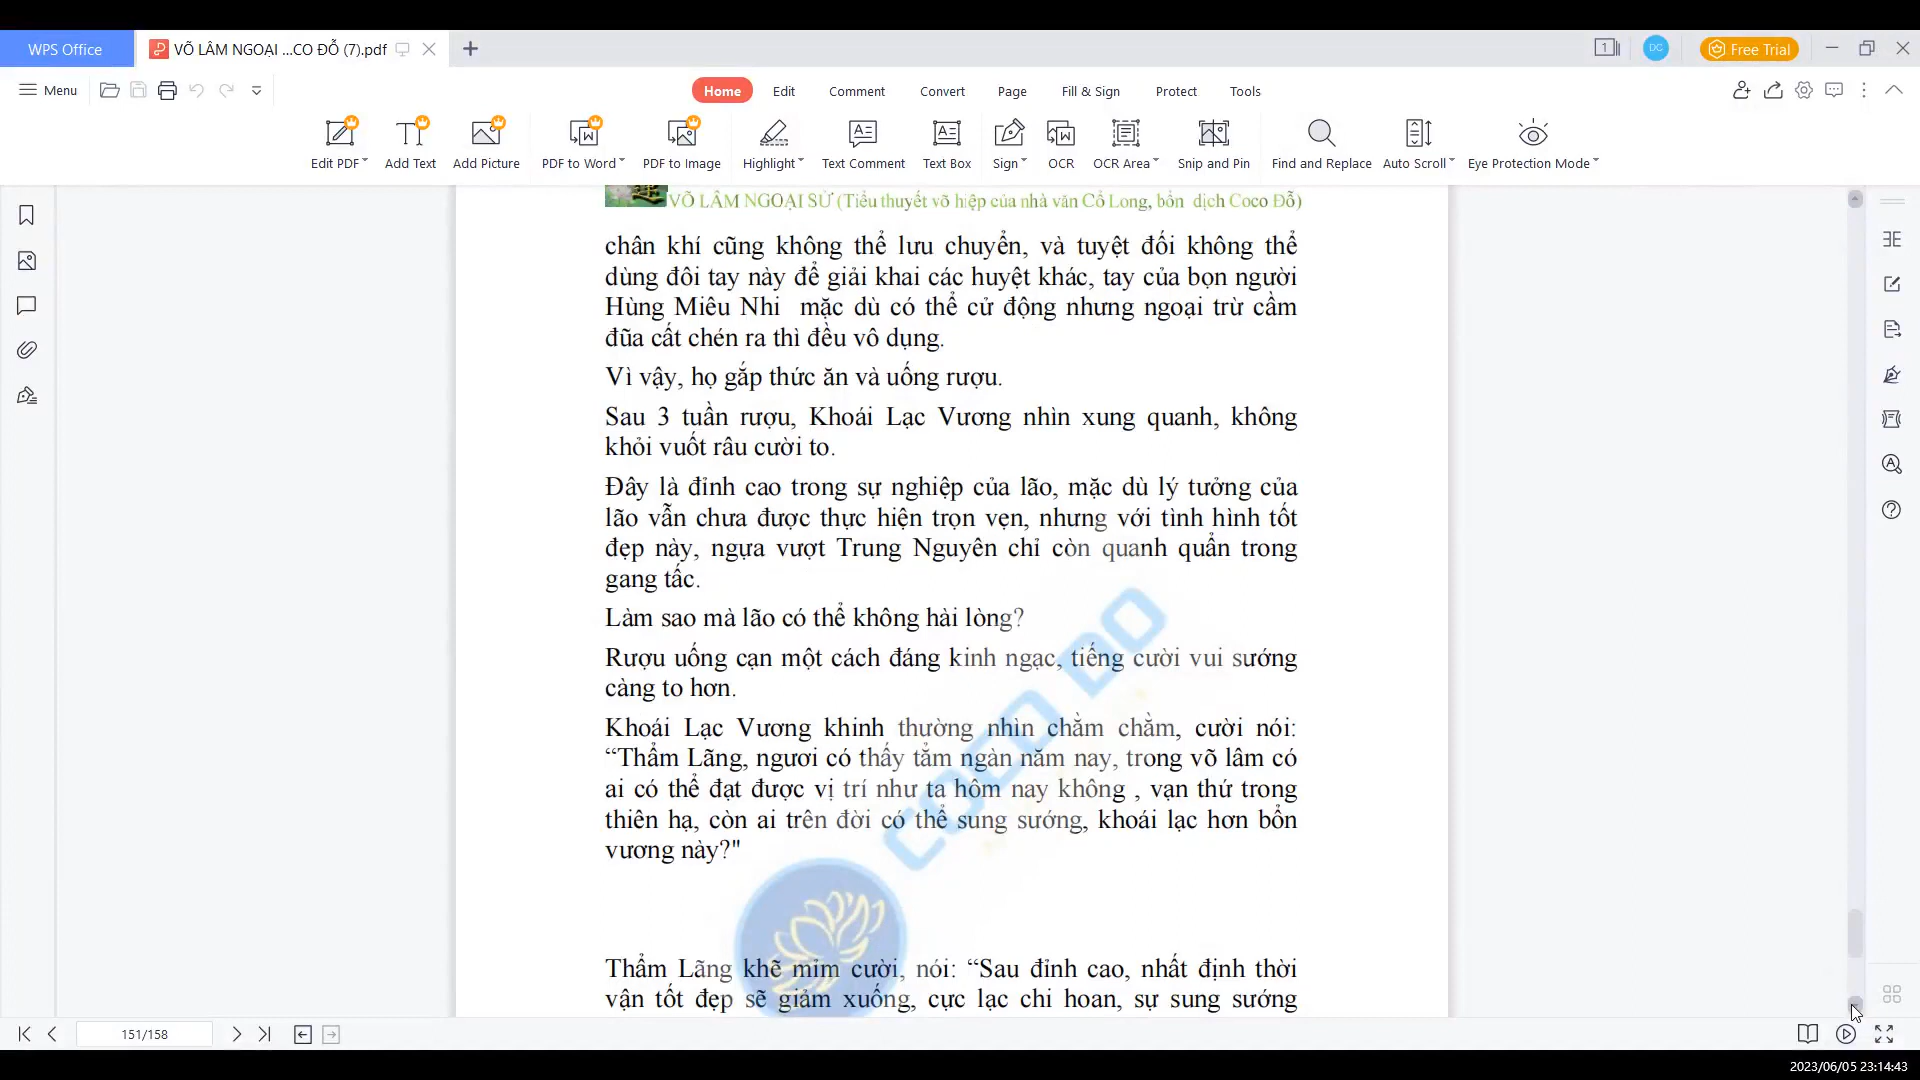 WPS Office
VÕ LÂM NGOẠI ...CO ĐỖ (7).pdf
1
DC
Free Trial
Menu
Home
Edit
Comment
Convert
Page
Fill & Sign
Protect
Tools
Edit PDF
Add Text
Add Picture
PDF to Word
PDF to Image
Highlight
Text Comment
Text Box
Sign
OCR
OCR Area
Snip and Pin
Find and Replace
Auto Scroll
Eye Protection Mode
VÕ LÂM NGOẠI SỬ (Tiểu thuyết võ hiệp của nhà văn Cổ Long, bổn dịch Coco Đỗ)
chân khí cũng không thể lưu chuyển, và tuyệt đối không thể
dùng đôi tay này để giải khai các huyệt khác, tay của bọn người
Hùng Miêu Nhi mặc dù có thể cử động nhưng ngoại trừ cầm
đũa cất chén ra thì đều vô dụng.
Vì vậy, họ gắp thức ăn và uống rượu.
Sau 3 tuần rượu, Khoái Lạc Vương nhìn xung quanh, không
khỏi vuốt râu cười to.
Đây là đỉnh cao trong sự nghiệp của lão, mặc dù lý tưởng của
lão vẫn chưa được thực hiện trọn vẹn, nhưng với tình hình tốt
đẹp này, ngựa vượt Trung Nguyên chỉ còn quanh quẩn trong
gang tấc.
Làm sao mà lão có thể không hài lòng?
Rượu uống cạn một cách đáng kinh ngạc, tiếng cười vui sướng
càng to hơn.
Khoái Lạc Vương khinh thường nhìn chằm chằm, cười nói:
“Thẩm Lãng, ngươi có thấy tắm ngàn năm nay, trong võ lâm có
ai có thể đạt được vị trí như ta hôm nay không , vạn thứ trong
thiên hạ, còn ai trên đời có thể sung sướng, khoái lạc hơn bổn
vương này?"
COCO DO
Thẩm Lãng khẽ mỉm cười, nói: “Sau đỉnh cao, nhất định thời
vận tốt đẹp sẽ giảm xuống, cực lạc chi hoan, sự sung sướng
151/158
2023/06/05 23:14:43